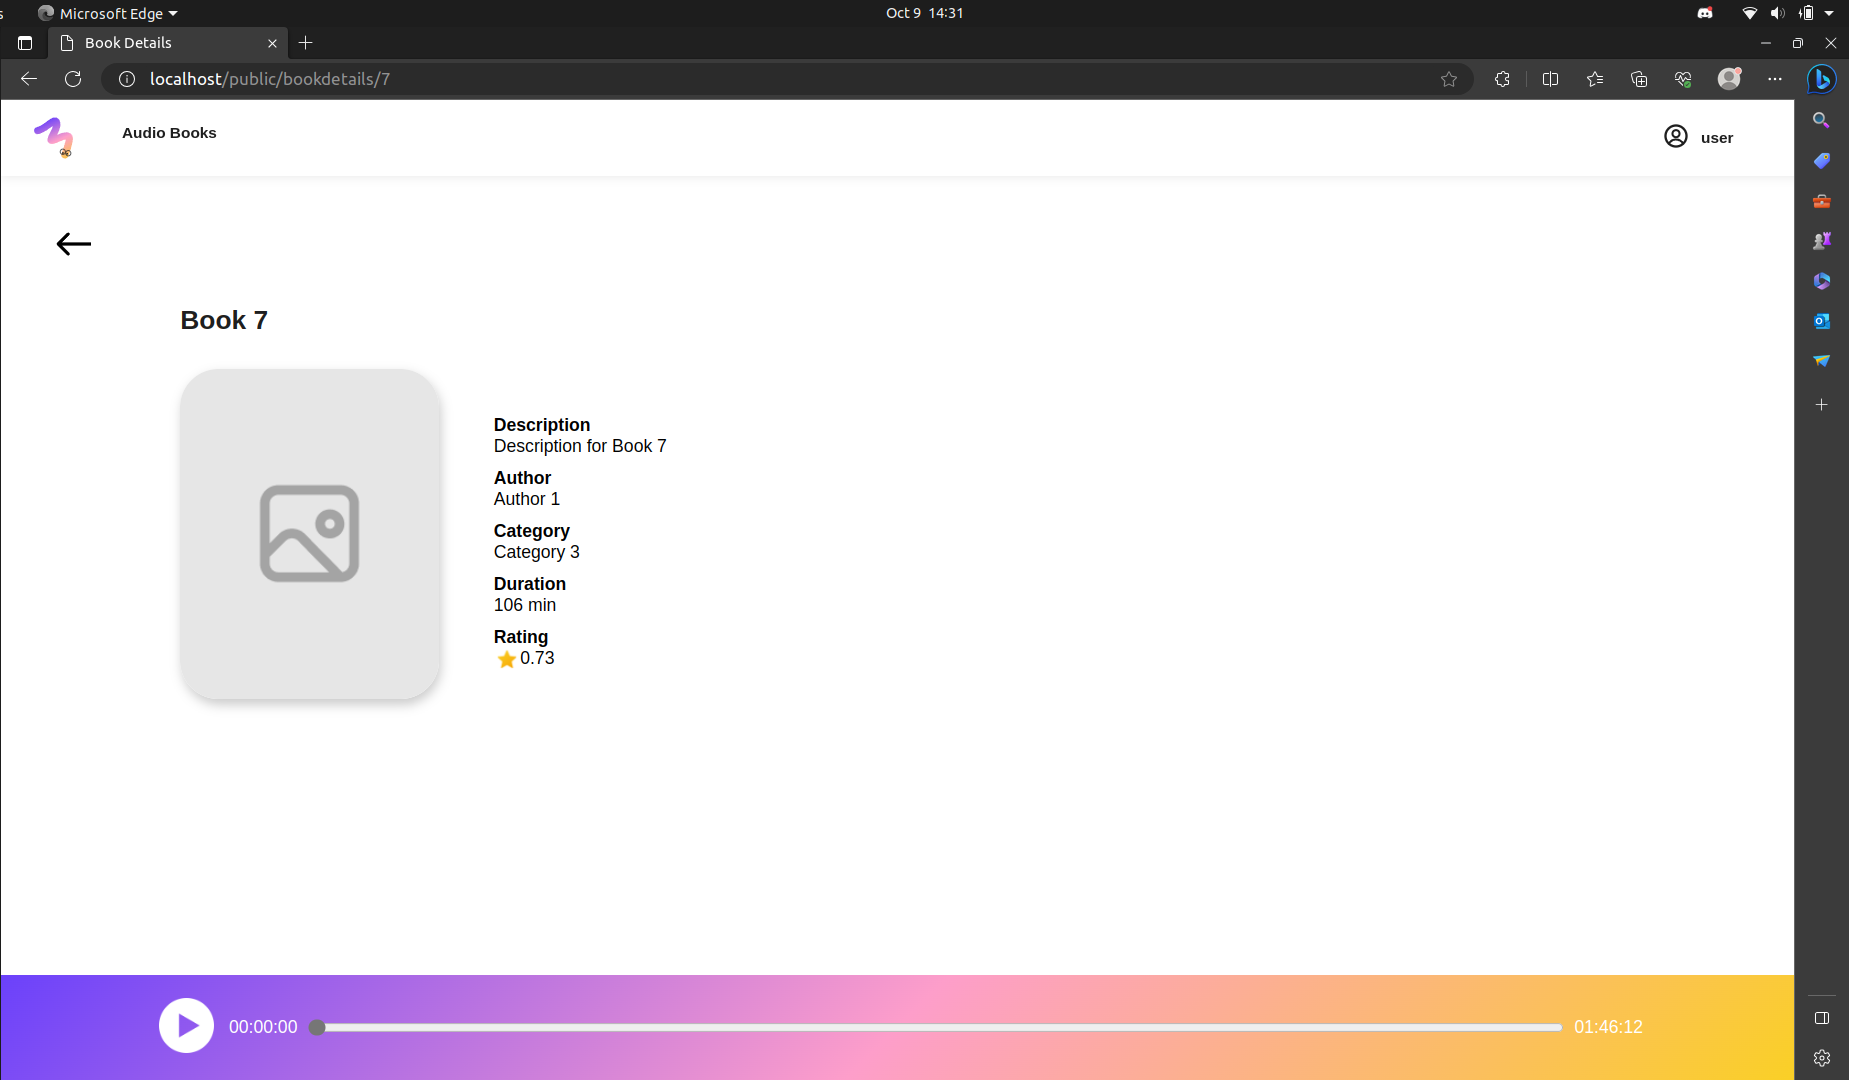 s
Microsoft Edge
Oct 9 14:31
Book Details
localhost/public/bookdetails/7
Audio Books
user
Book 7
Description
Description for Book 7
Author
Author 1
Category
Category 3
Duration
106 min
Rating
0.73
00:00:00
01:46:12